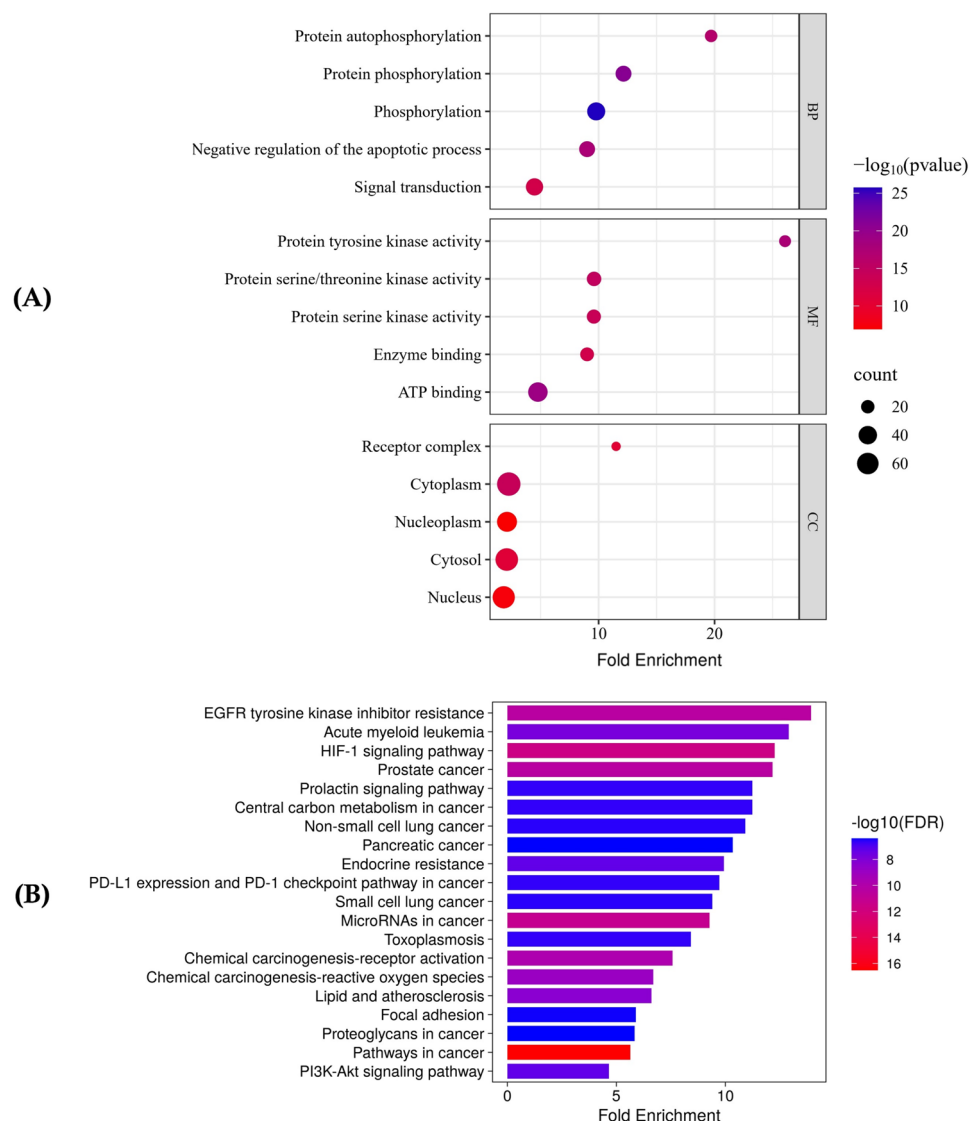 (A)
Protein autophosphorylation
Protein phosphorylation
Phosphorylation
Negative regulation of the apoptotic process
Signal transduction
BP
Protein tyrosine kinase activity
Protein serine/threonine kinase activity
Protein serine kinase activity
Enzyme binding
ATP binding
MF
Receptor complex
Cytoplasm
Nucleoplasm
Cytosol
Nucleus
CC
10 20
Fold Enrichment
−log10(pvalue)
25
20
15
10
count
20
40
60
(B)
EGFR tyrosine kinase inhibitor resistance
Acute myeloid leukemia
HIF-1 signaling pathway
Prostate cancer
Prolactin signaling pathway
Central carbon metabolism in cancer
Non-small cell lung cancer
Pancreatic cancer
Endocrine resistance
PD-L1 expression and PD-1 checkpoint pathway in cancer
Small cell lung cancer
MicroRNAs in cancer
Toxoplasmosis
Chemical carcinogenesis-receptor activation
Chemical carcinogenesis-reactive oxygen species
Lipid and atherosclerosis
Focal adhesion
Proteoglycans in cancer
Pathways in cancer
PI3K-Akt signaling pathway
0 5 10
Fold Enrichment
-log10(FDR)
8
10
12
14
16